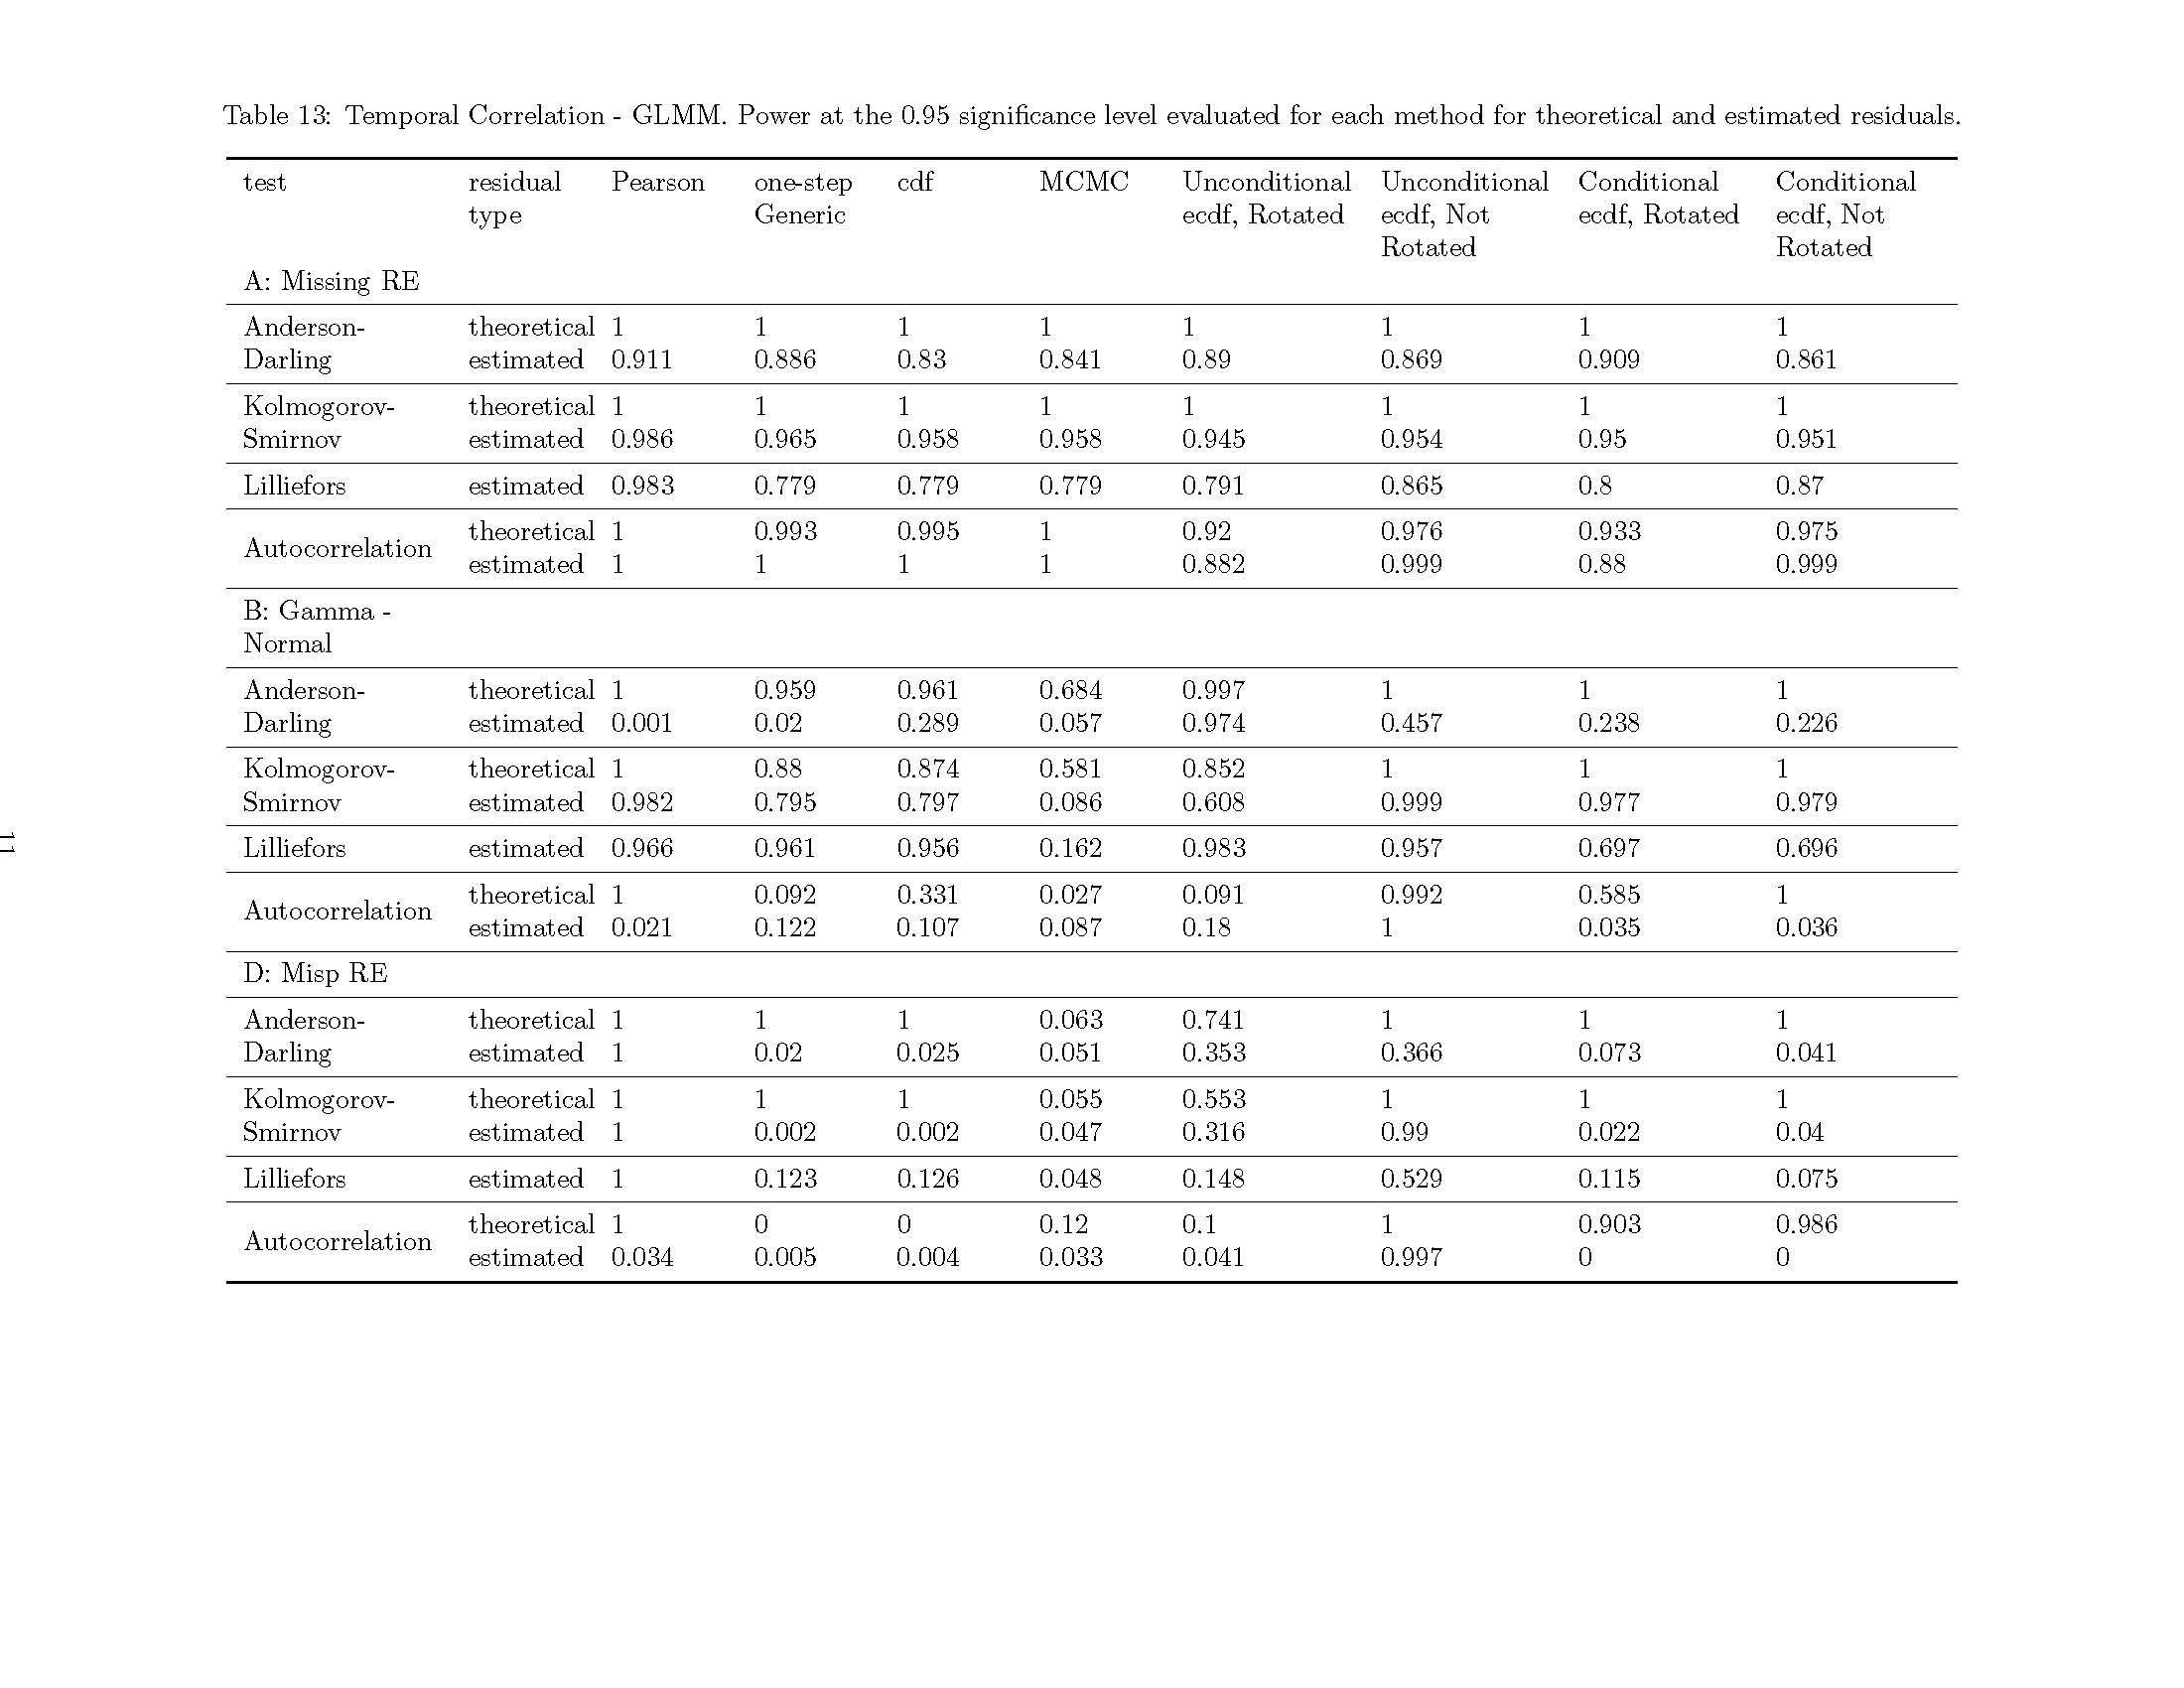 Table 13: Temporal Correlation - GLMM. Power at the 0.95 significance level evaluated for each method for theoretical and estimated residuals.
test residual Pearson one-step cdf MCMC Unconditional Unconditional Conditional Conditional
type Generic ecdf, Rotated ecdf, Not ecdf, Rotated ecdf, Not
Rotated Rotated
A: Missing RE
Anderson- theoretical 1 1 1 1 1 1 1 1
Darling estimated 0.911 0.886 0.83 0.841 0.89 0.869 0.909 0.861
Kolmogorov- theoretical 1 1 1 1 1 1 1 1
Smirnov estimated 0.986 0.965 0.958 0.958 0.945 0.954 0.95 0.951
Lilliefors estimated 0.983 0.779 0.779 0.779 0.791 0.865 0.8 0.87
Autocorrelation theoretical 1 0.993 0.995 1 0.92 0.976 0.933 0.975
estimated 1 1 1 1 0.882 0.999 0.88 0.999
B: Gamma -
Normal
Anderson- theoretical 1 0.959 0.961 0.684 0.997 1 1 1
Darling estimated 0.001 0.02 0.289 0.057 0.974 0.457 0.238 0.226
Kolmogorov- theoretical 1 0.88 0.874 0.581 0.852 1 1 1
Smirnov estimated 0.982 0.795 0.797 0.086 0.608 0.999 0.977 0.979
Lilliefors estimated 0.966 0.961 0.956 0.162 0.983 0.957 0.697 0.696
Autocorrelation theoretical 1 0.092 0.331 0.027 0.091 0.992 0.585 1
estimated 0.021 0.122 0.107 0.087 0.18 1 0.035 0.036
D: Misp RE
Anderson- theoretical 1 1 1 0.063 0.741 1 1 1
Darling estimated 1 0.02 0.025 0.051 0.353 0.366 0.073 0.041
Kolmogorov- theoretical 1 1 1 0.055 0.553 1 1 1
Smirnov estimated 1 0.002 0.002 0.047 0.316 0.99 0.022 0.04
Lilliefors estimated 1 0.123 0.126 0.048 0.148 0.529 0.115 0.075
Autocorrelation theoretical 1 0 0 0.12 0.1 1 0.903 0.986
estimated 0.034 0.005 0.004 0.033 0.041 0.997 0 0
11